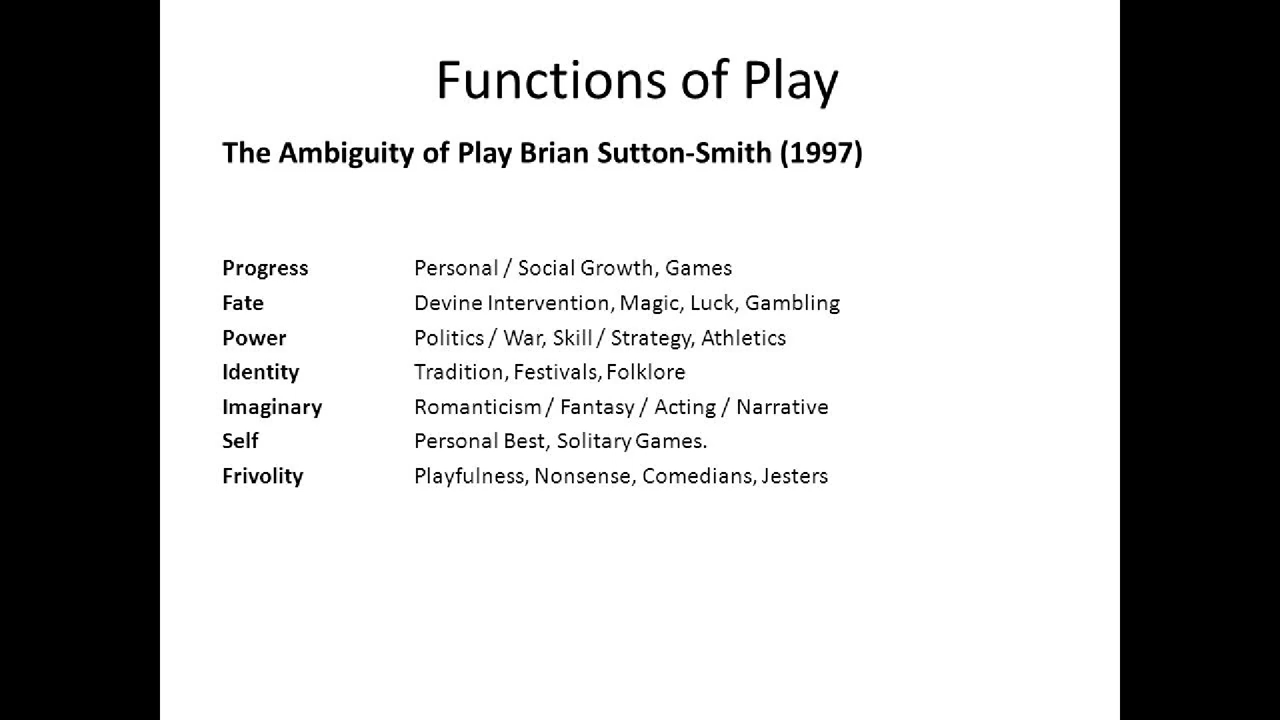 Functions of Play
The Ambiguity of Play Brian Sutton-Smith (1997)
Progress Personal / Social Growth, Games
Fate Devine Intervention, Magic, Luck, Gambling
Power Politics / War, Skill / Strategy, Athletics
Identity Tradition, Festivals, Folklore
Imaginary Romanticism / Fantasy / Acting / Narrative
Self Personal Best, Solitary Games.
Frivolity Playfulness, Nonsense, Comedians, Jesters